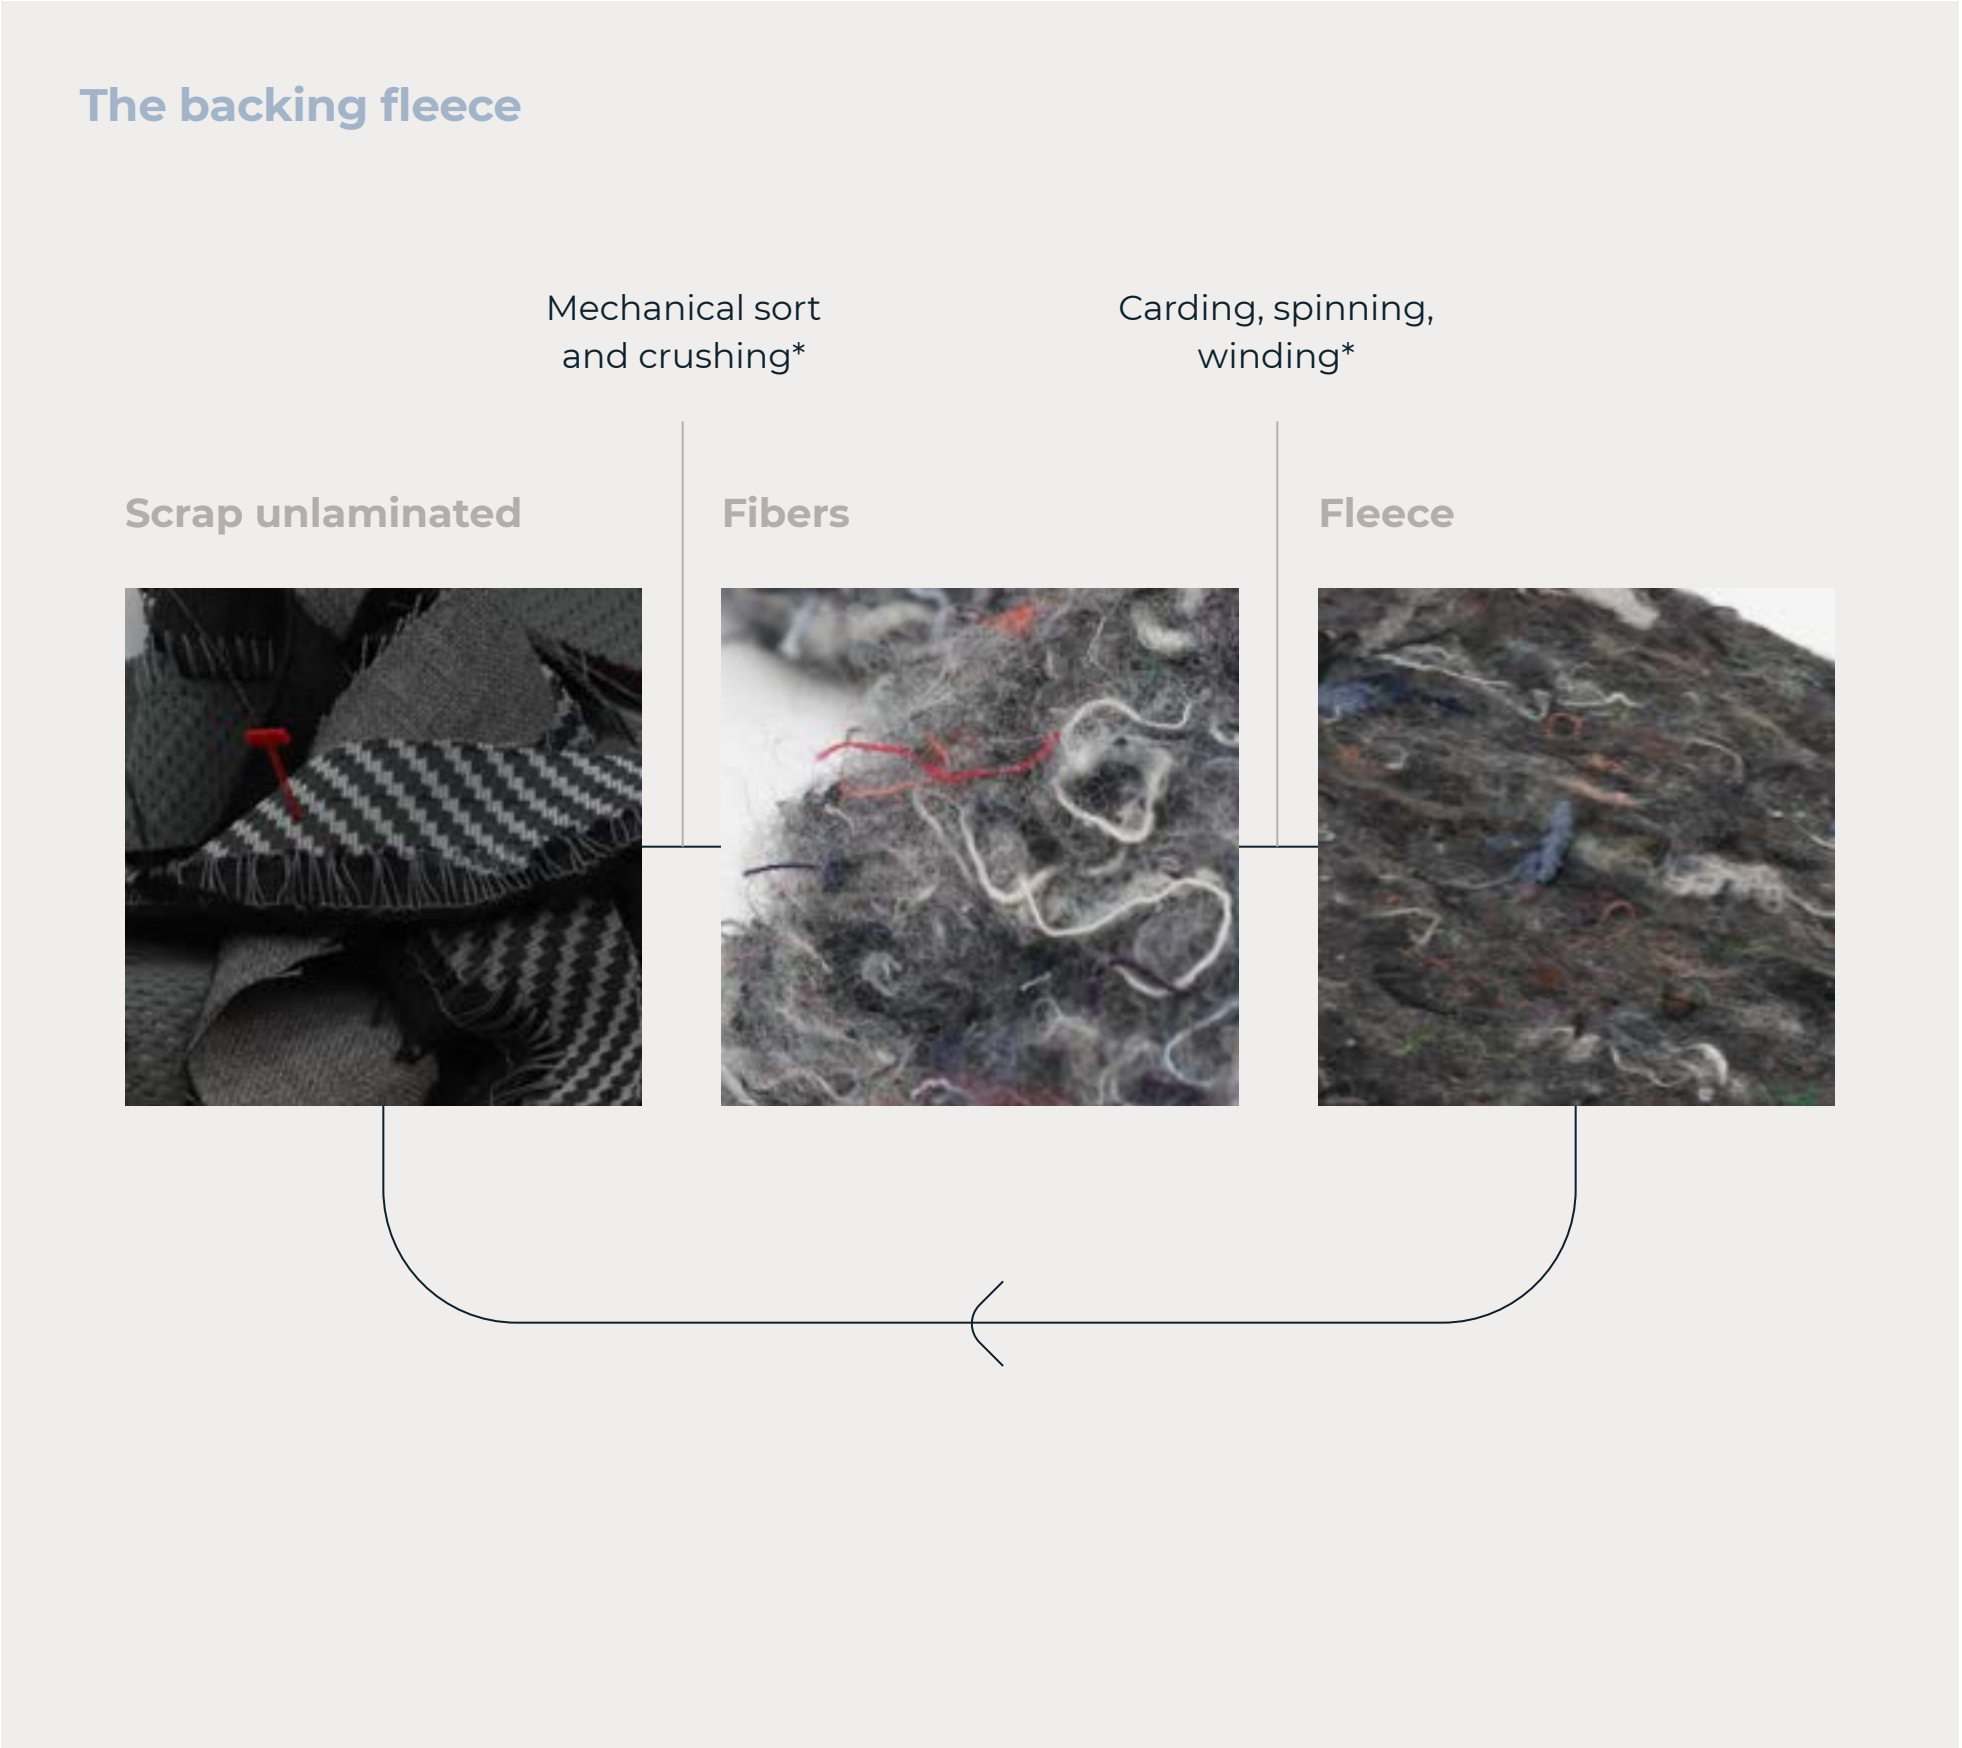 The backing fleece
Mechanical sort
and crushing*
Carding, spinning,
winding*
Scrap unlaminated
Fibers
Fleece